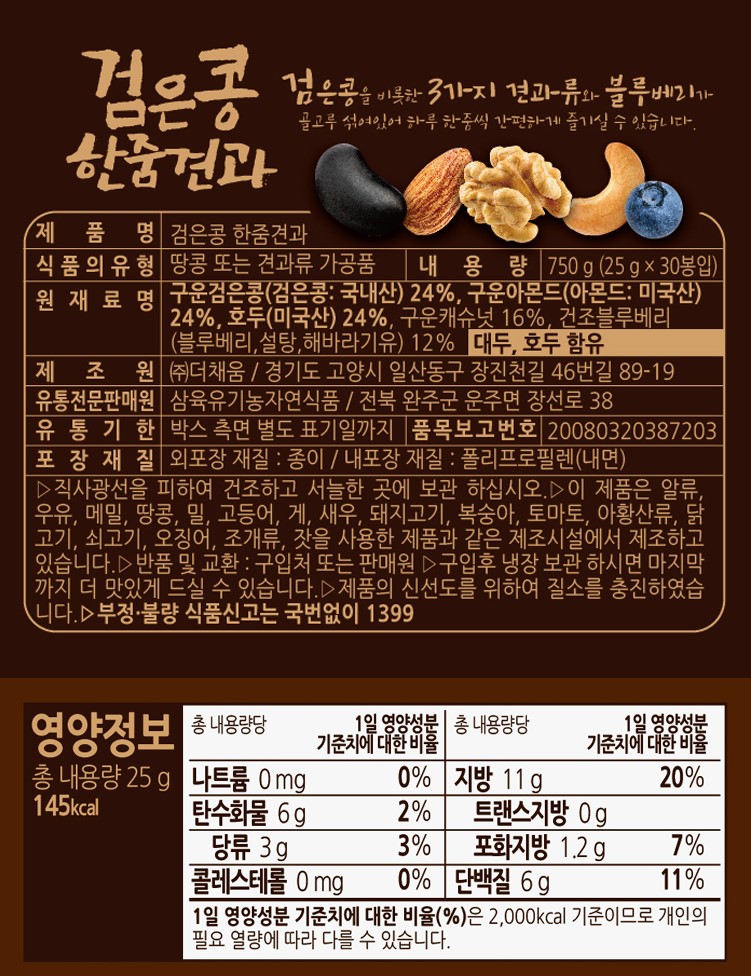 검은콩
한줌견과
검은콩을 비롯한 3가지 견과류와 블루베리가
골고루 섞여있어 하루 한줌씩 간편하게 즐기실 수 있습니다.
제 품 명 검은콩 한줌견과
식품의유형 땅콩 또는 견과류 가공품 내 용 량 750 g (25 g × 30봉입)
원 재 료 명 구운검은콩(검은콩: 국내산) 24%, 구운아몬드(아몬드: 미국산)
24%, 호두(미국산) 24%, 구운캐슈넛 16%, 건조블루베리
(블루베리,설탕,해바라기유) 12% 대두, 호두 함유
제 조 원 ㈜더채움 / 경기도 고양시 일산동구 장진천길 46번길 89-19
유통전문판매원 삼육유기농자연식품 / 전북 완주군 운주면 장선로 38
유 통 기 한 박스 측면 별도 표기일까지 품목보고번호 20080320387203
포 장 재 질 외포장 재질 : 종이 / 내포장 재질 : 폴리프로필렌(내면)
▷직사광선을 피하여 건조하고 서늘한 곳에 보관 하십시오.▷이 제품은 알류,
우유, 메밀, 땅콩, 밀, 고등어, 게, 새우, 돼지고기, 복숭아, 토마토, 아황산류, 닭
고기, 쇠고기, 오징어, 조개류, 잣을 사용한 제품과 같은 제조시설에서 제조하고
있습니다.▷반품 및 교환 : 구입처 또는 판매원 ▷구입후 냉장 보관 하시면 마지막
까지 더 맛있게 드실 수 있습니다.▷제품의 신선도를 위하여 질소를 충진하였습
니다.▷부정·불량 식품신고는 국번없이 1399
영양정보
총 내용량 25 g
145kcal
총 내용량당 1일 영양성분 기준치에 대한 비율 총 내용량당 1일 영양성분 기준치에 대한 비율
나트륨 0 mg 0% 지방 11 g 20%
탄수화물 6 g 2% 트랜스지방 0 g
당류 3 g 3% 포화지방 1.2 g 7%
콜레스테롤 0 mg 0% 단백질 6 g 11%
1일 영양성분 기준치에 대한 비율(%)은 2,000kcal 기준이므로 개인의
필요 열량에 따라 다를 수 있습니다.